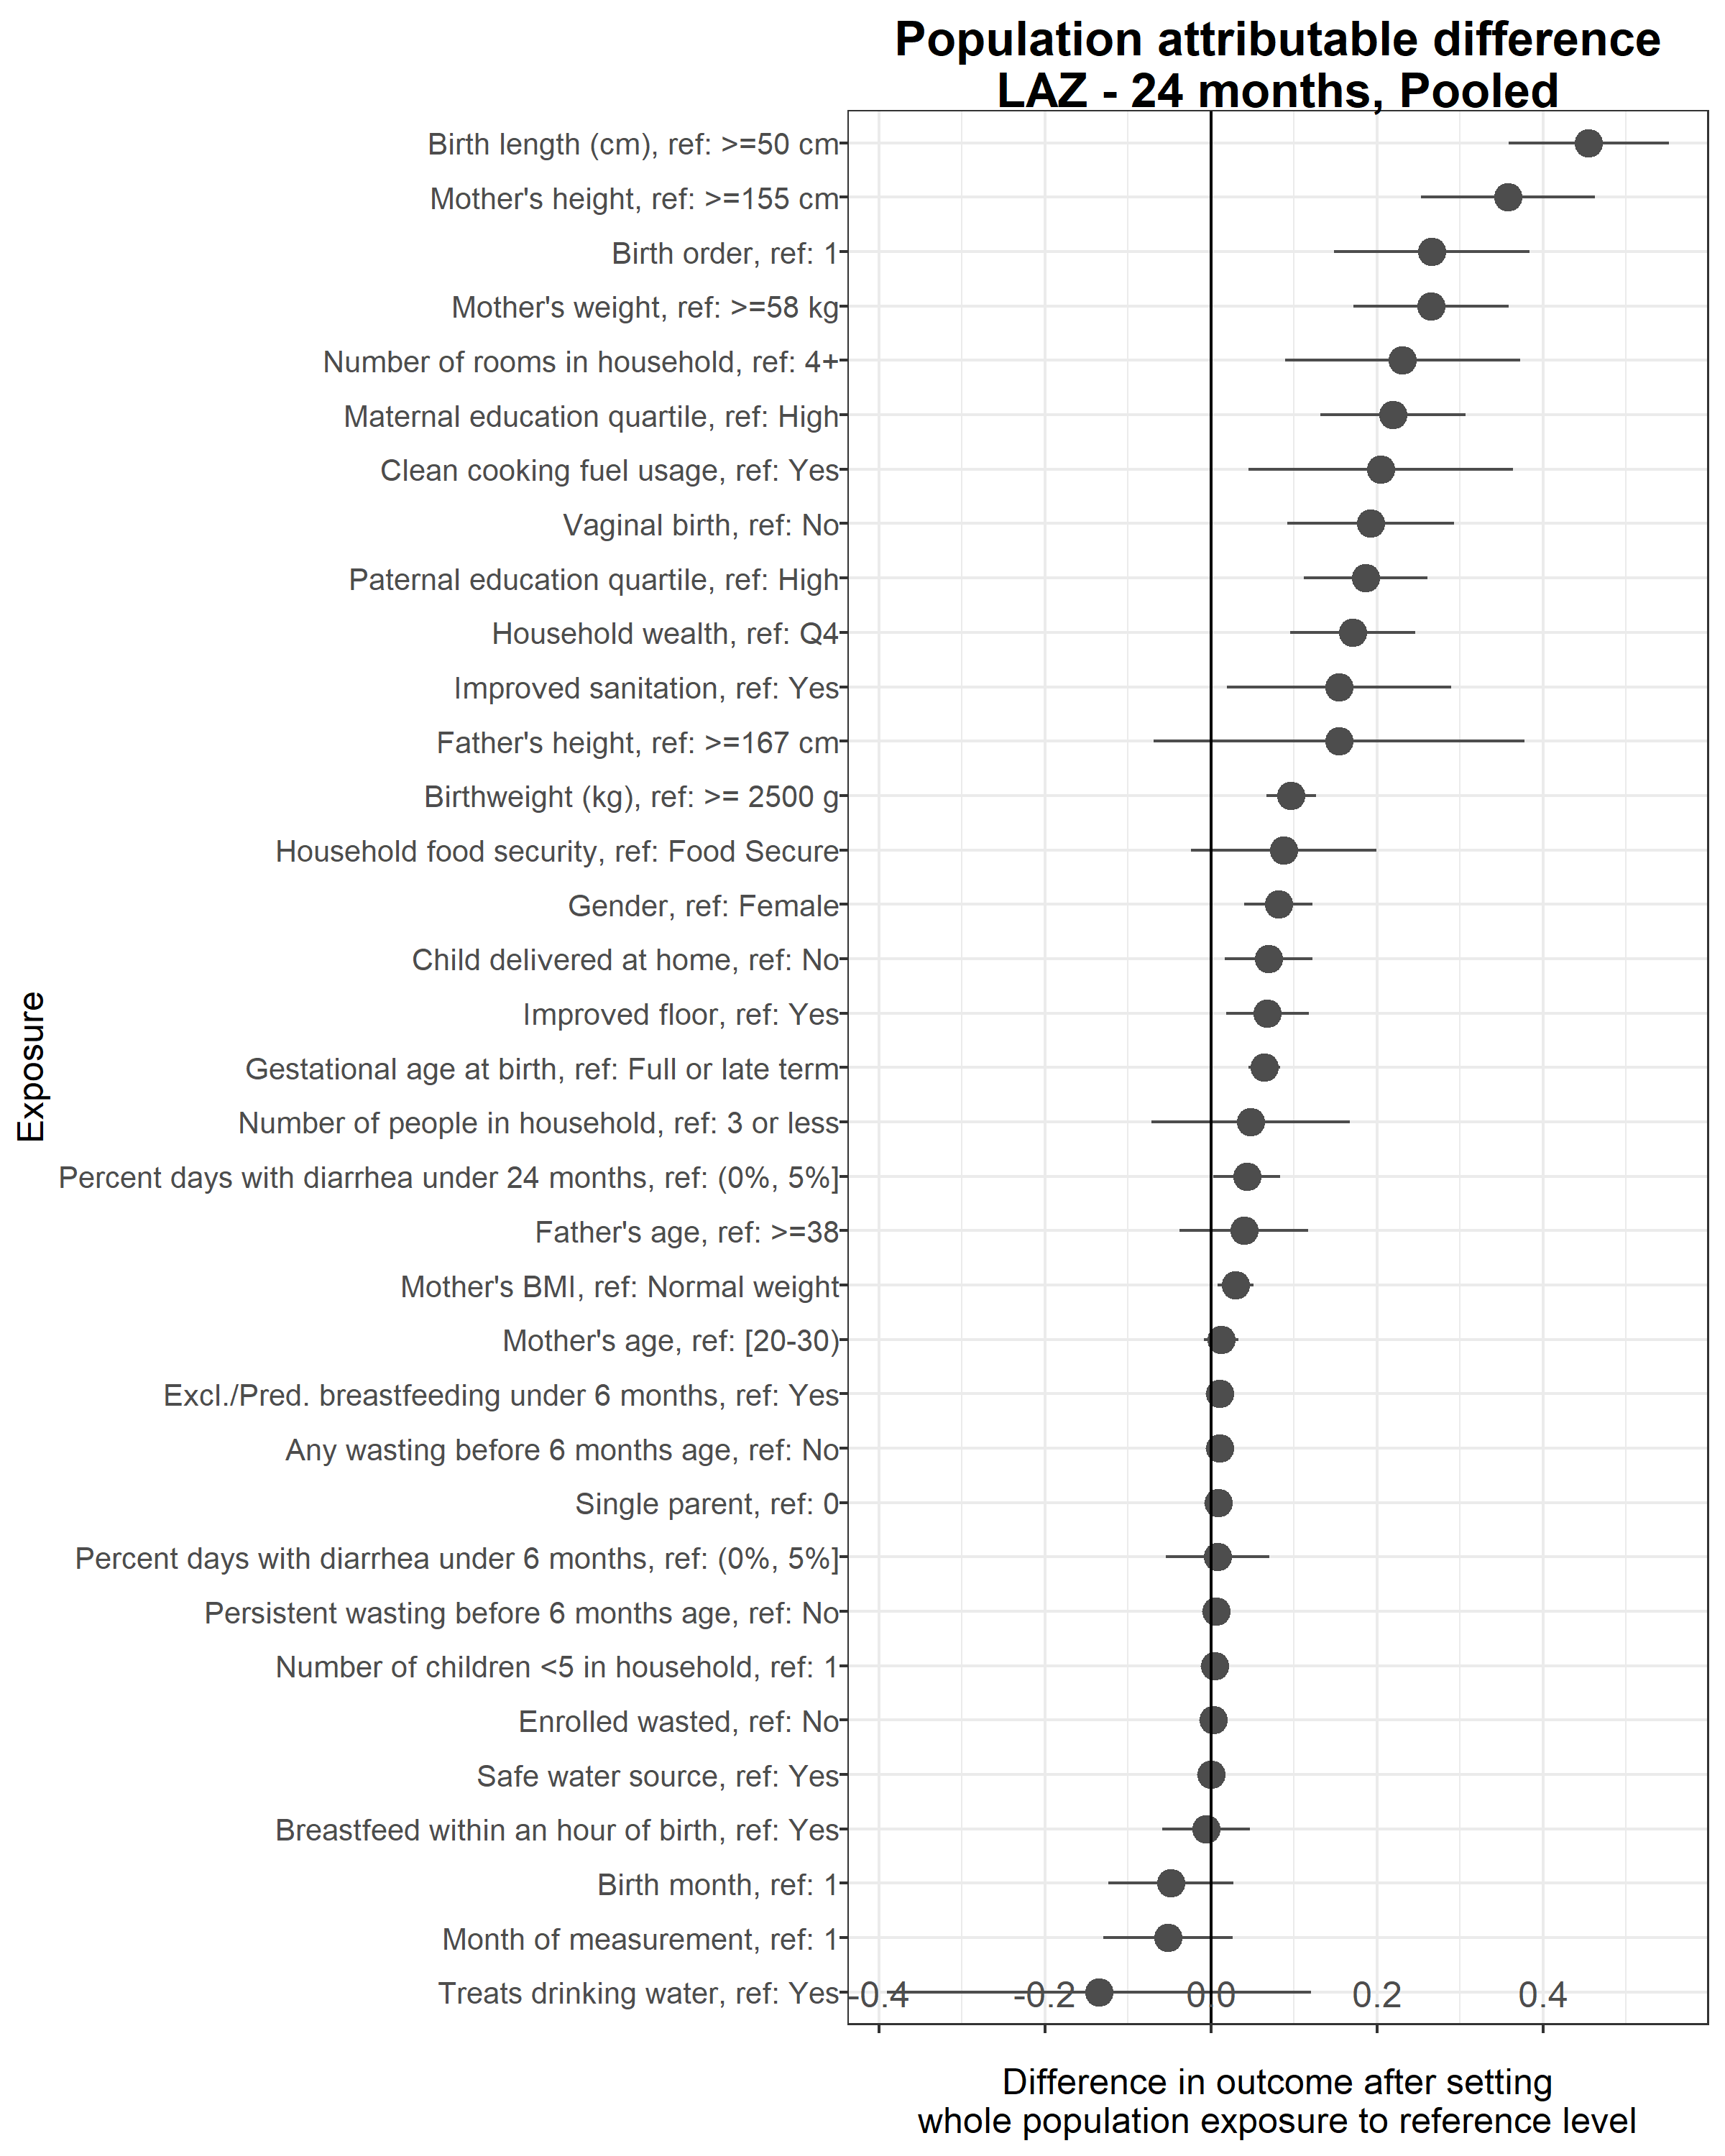 Population attributable difference
LAZ - 24 months, Pooled
Exposure
Birth length (cm), ref: >=50 cm
Mother's height, ref: >=155 cm
Birth order, ref: 1
Mother's weight, ref: >=58 kg
Number of rooms in household, ref: 4+
Maternal education quartile, ref: High
Clean cooking fuel usage, ref: Yes
Vaginal birth, ref: No
Paternal education quartile, ref: High
Household wealth, ref: Q4
Improved sanitation, ref: Yes
Father's height, ref: >=167 cm
Birthweight (kg), ref: >= 2500 g
Household food security, ref: Food Secure
Gender, ref: Female
Child delivered at home, ref: No
Improved floor, ref: Yes
Gestational age at birth, ref: Full or late term
Number of people in household, ref: 3 or less
Percent days with diarrhea under 24 months, ref: (0%, 5%]
Father's age, ref: >=38
Mother's BMI, ref: Normal weight
Mother's age, ref: [20-30)
Excl./Pred. breastfeeding under 6 months, ref: Yes
Any wasting before 6 months age, ref: No
Single parent, ref: 0
Percent days with diarrhea under 6 months, ref: (0%, 5%]
Persistent wasting before 6 months age, ref: No
Number of children <5 in household, ref: 1
Enrolled wasted, ref: No
Safe water source, ref: Yes
Breastfeed within an hour of birth, ref: Yes
Birth month, ref: 1
Month of measurement, ref: 1
Treats drinking water, ref: Yes
-0.4 -0.2 0.0 0.2 0.4
Difference in outcome after setting
whole population exposure to reference level